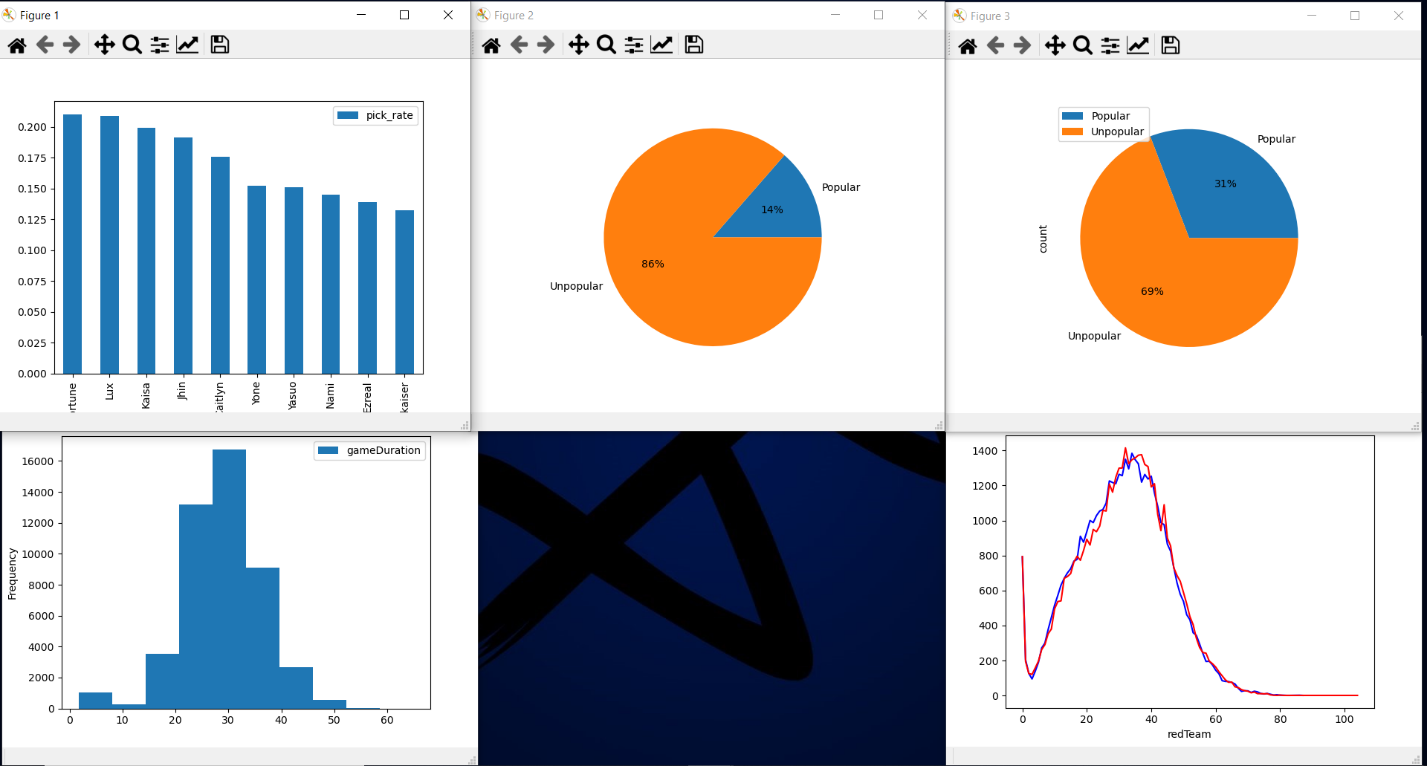 Figure 1
Figure 2
Figure 3
pick_rate
0.200
0.175
0.150
0.125
0.100
0.075
0.050
0.025
0.000
rtune
Lux
Kaisa
Jhin
aitlyn
Yone
Yasuo
Nami
Ezreal
kaiser
Popular
14%
86%
Unpopular
Popular
Unpopular
Popular
31%
count
69%
Unpopular
gameDuration
16000
14000
12000
10000
8000
6000
4000
2000
0
Frequency
0 10 20 30 40 50 60
1400
1200
1000
800
600
400
200
0
0 20 40 60 80 100
redTeam